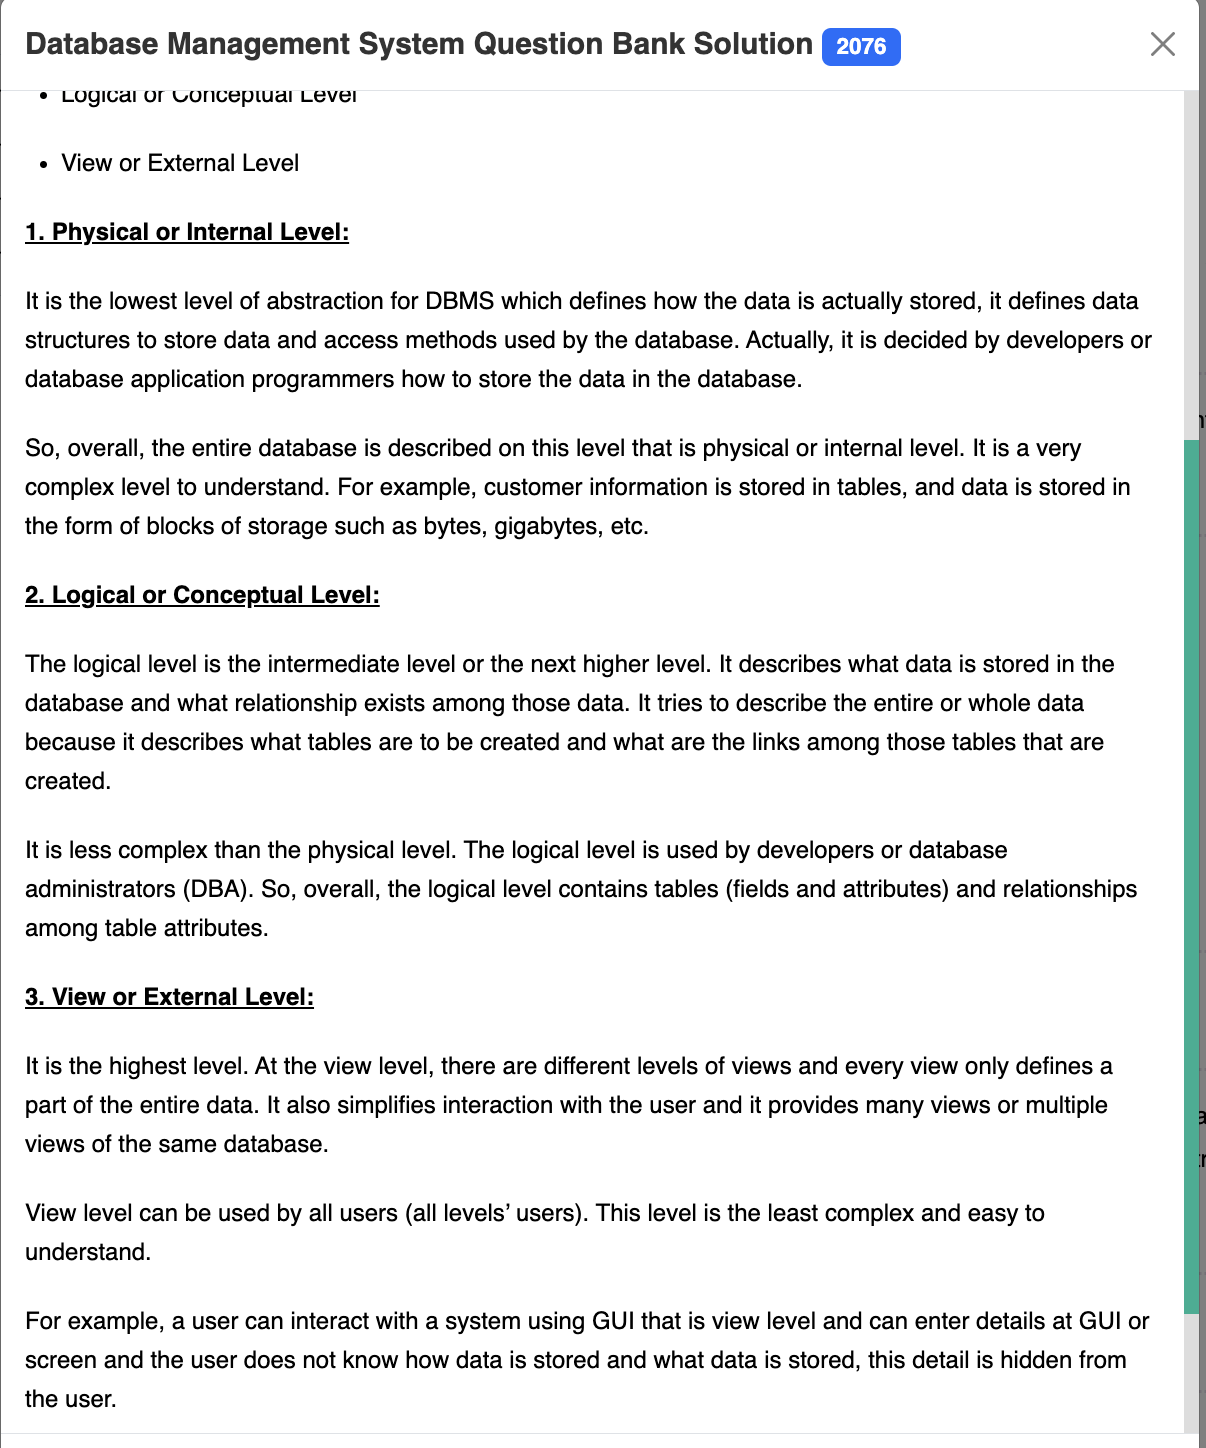 Database Management System Question Bank Solution 2076
• Logical or Conceptual Level
• View or External Level
1. Physical or Internal Level:
It is the lowest level of abstraction for DBMS which defines how the data is actually stored, it defines data
structures to store data and access methods used by the database. Actually, it is decided by developers or
database application programmers how to store the data in the database.
So, overall, the entire database is described on this level that is physical or internal level. It is a very
complex level to understand. For example, customer information is stored in tables, and data is stored in
the form of blocks of storage such as bytes, gigabytes, etc.
2. Logical or Conceptual Level:
The logical level is the intermediate level or the next higher level. It describes what data is stored in the
database and what relationship exists among those data. It tries to describe the entire or whole data
because it describes what tables are to be created and what are the links among those tables that are
created.
It is less complex than the physical level. The logical level is used by developers or database
administrators (DBA). So, overall, the logical level contains tables (fields and attributes) and relationships
among table attributes.
3. View or External Level:
It is the highest level. At the view level, there are different levels of views and every view only defines a
part of the entire data. It also simplifies interaction with the user and it provides many views or multiple
views of the same database.
View level can be used by all users (all levels’ users). This level is the least complex and easy to
understand.
For example, a user can interact with a system using GUI that is view level and can enter details at GUI or
screen and the user does not know how data is stored and what data is stored, this detail is hidden from
the user.